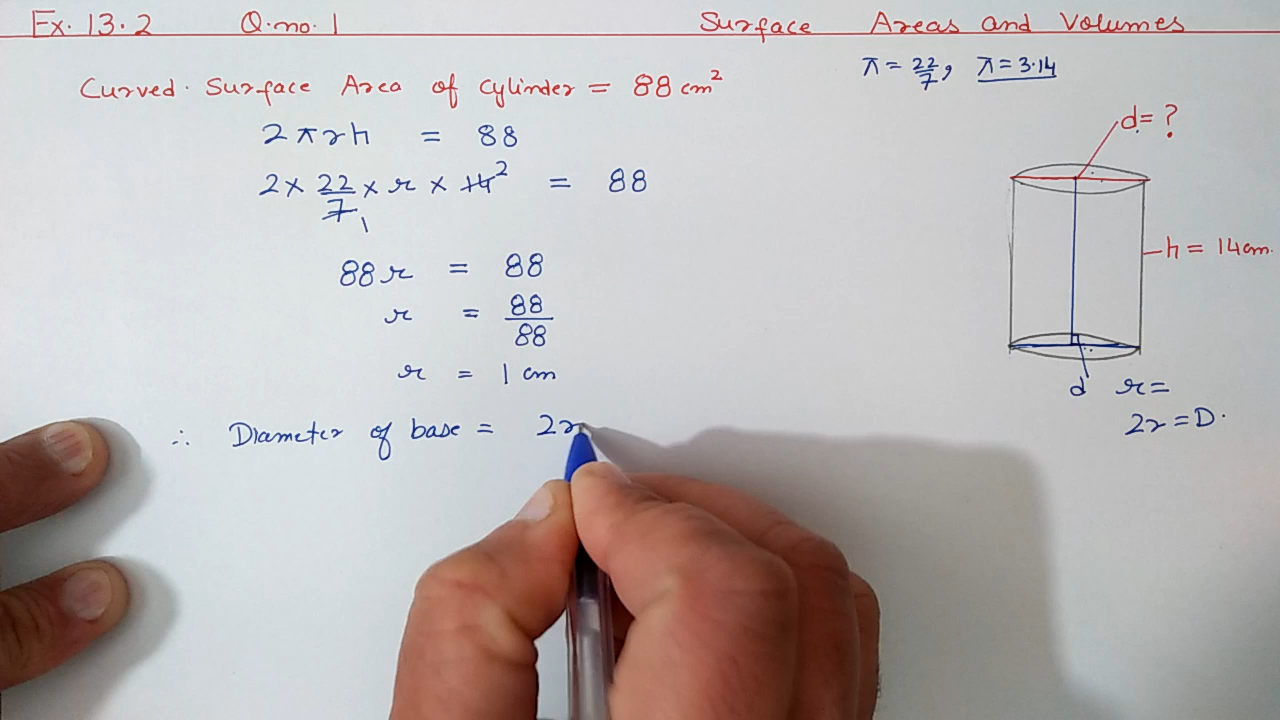 Ex. 13.2 Q.no. 1 Surface Areas and Volumes
π = 22/7, π = 3.14
Curved Surface Area of cylinder = 88 cm²
d = ?
2πrh = 88
2 × 22/7 1 × r × 14 2 = 88
h = 14cm.
88r = 88
r = 88/88
r = 1 cm
d r =
2r = D.
∴ Diameter of base = 2r